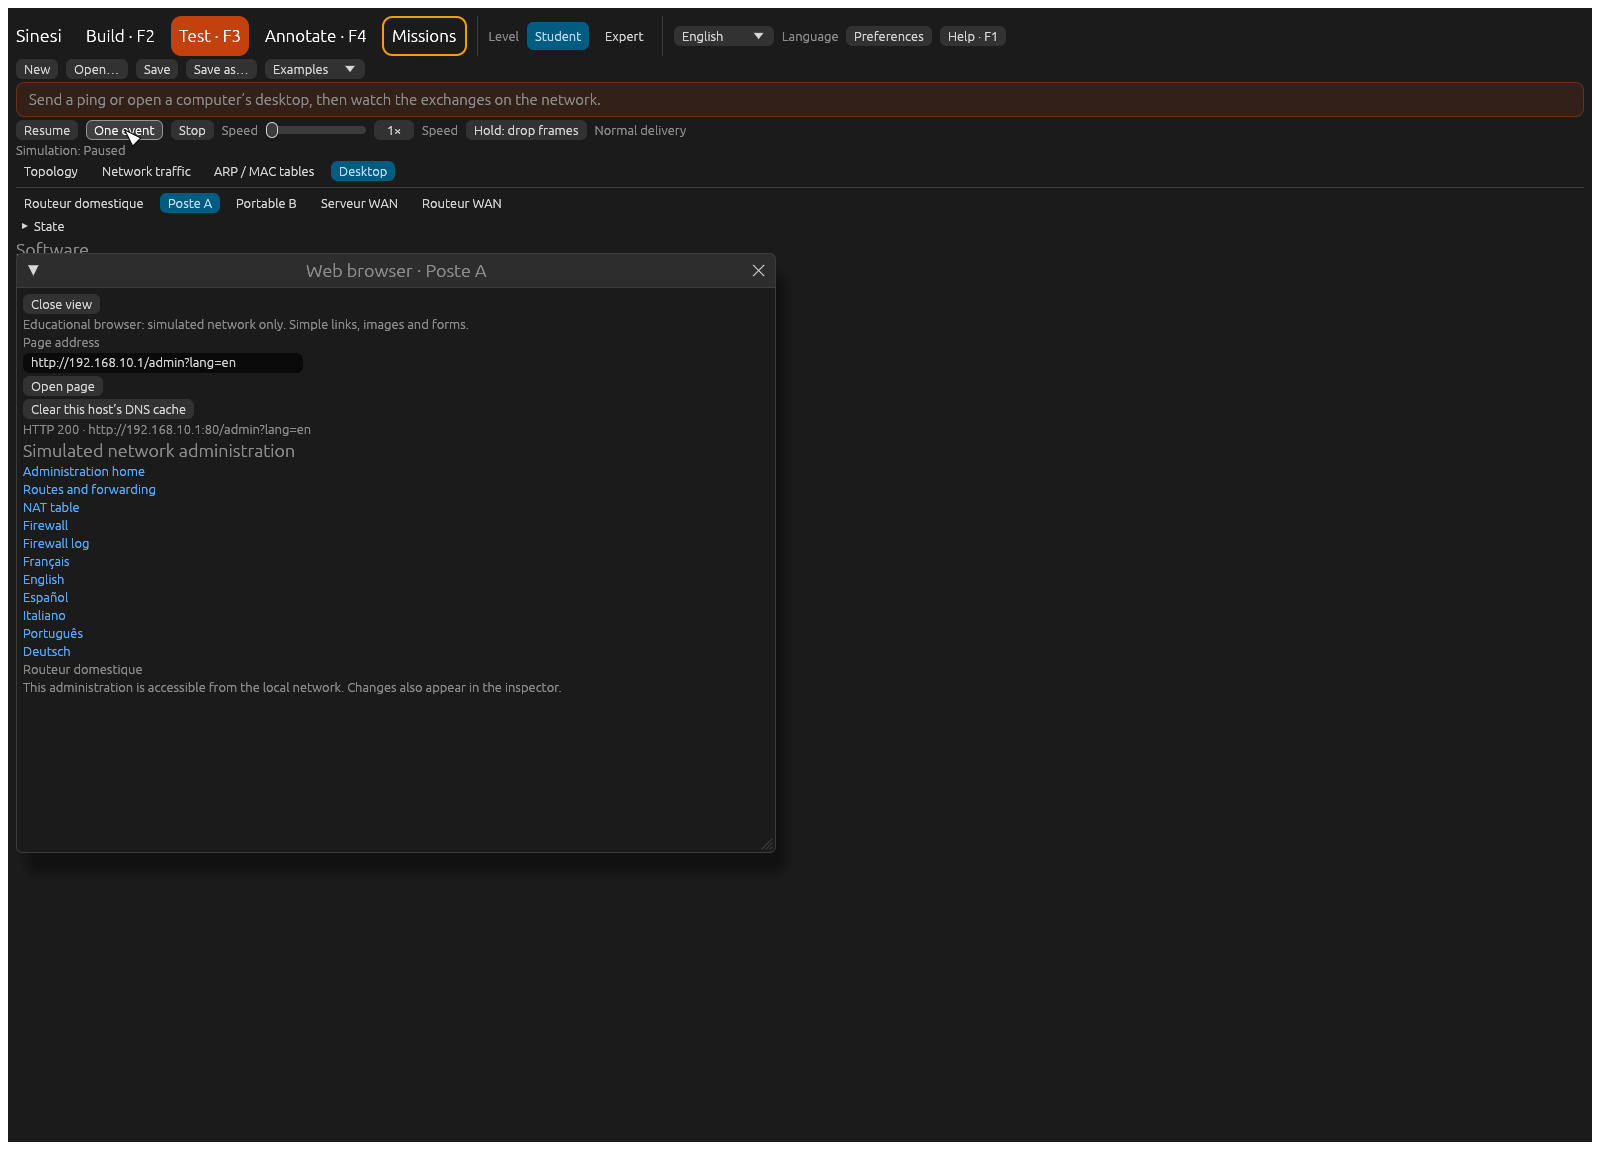 Sinesi Build · F2 Test · F3 Annotate · F4 Missions Level Student Expert English Language Preferences Help · F1
New Open… Save Save as… Examples
Send a ping or open a computer’s desktop, then watch the exchanges on the network.
Resume One event Stop Speed 1× Speed Hold: drop frames Normal delivery
Simulation: Paused
Topology Network traffic ARP / MAC tables Desktop
Routeur domestique Poste A Portable B Serveur WAN Routeur WAN
State
Software
Web browser · Poste A
Close view
Educational browser: simulated network only. Simple links, images and forms.
Page address
http://192.168.10.1/admin?lang=en
Open page
Clear this host’s DNS cache
HTTP 200 · http://192.168.10.1:80/admin?lang=en
Simulated network administration
Administration home
Routes and forwarding
NAT table
Firewall
Firewall log
Français
English
Español
Italiano
Português
Deutsch
Routeur domestique
This administration is accessible from the local network. Changes also appear in the inspector.